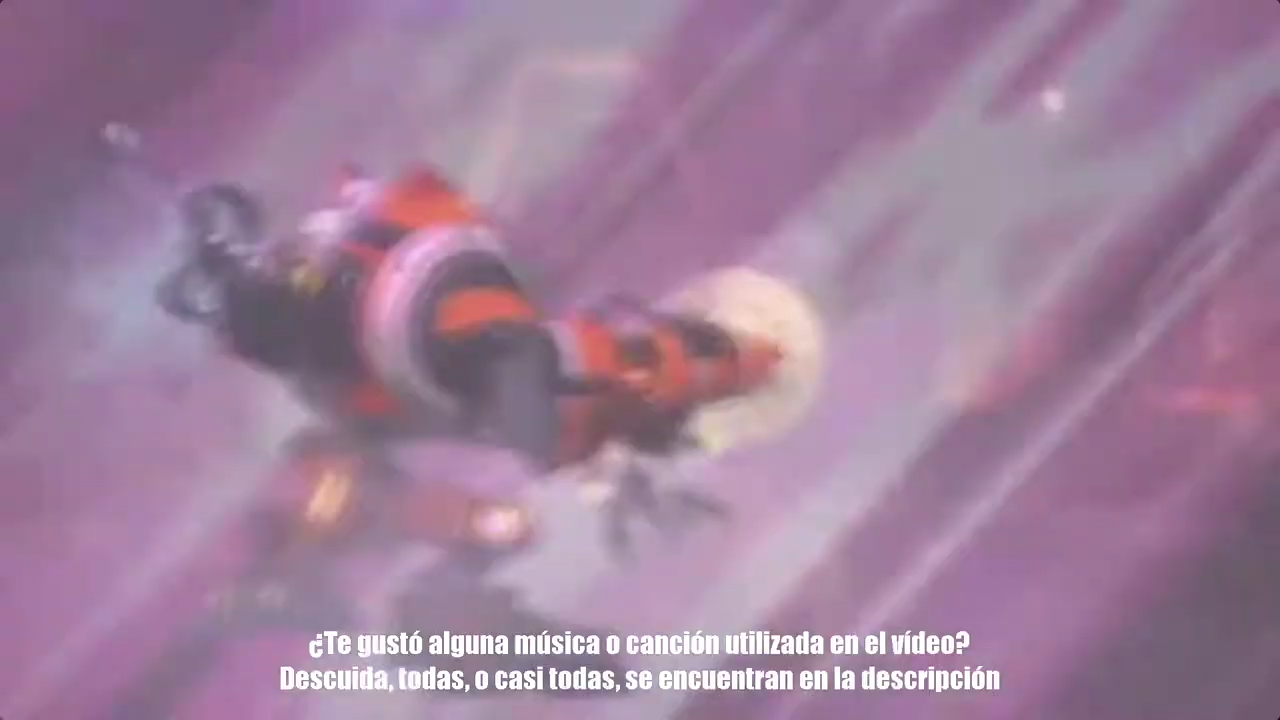 ¿Te gustó alguna música o canción utilizada en el vídeo?
Descuida, todas, o casi todas, se encuentran en la descripción